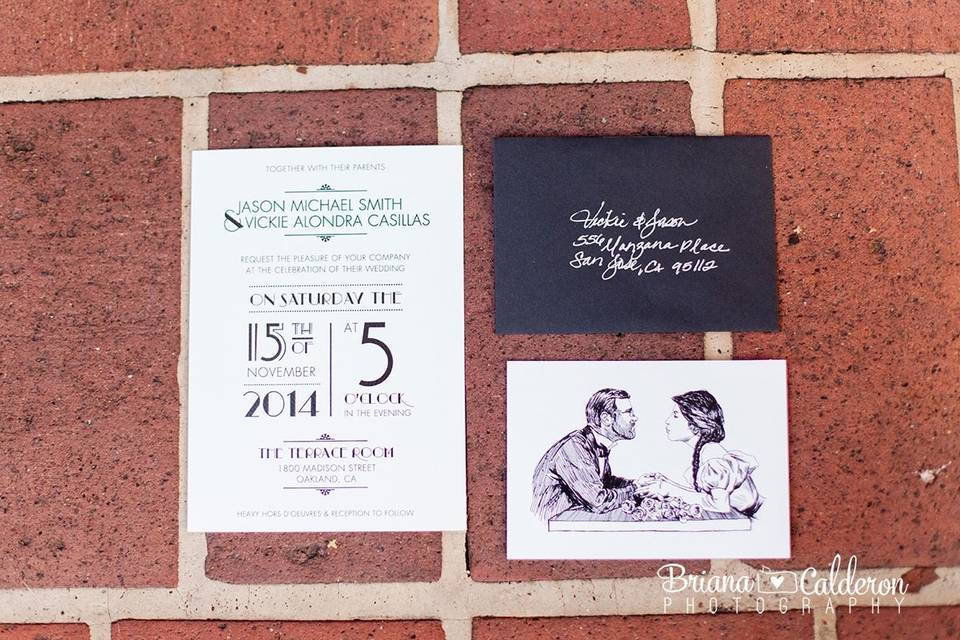 TOGETHER WITH THEIR PARENTS
JASON MICHAEL SMITH
& VICKIE ALONDRA CASILLAS
REQUEST THE PLEASURE OF YOUR COMPANY
AT THE CELEBRATION OF THEIR WEDDING
ON SATURDAY THE
15TH OF
NOVEMBER
2014
AT
5
O'CLOCK
IN THE EVENING
THE TERRACE ROOM
1800 MADISON STREET
OAKLAND, CA
HEAVY HORS D'OEUVRES & RECEPTION TO FOLLOW
Vickie & Jason
556 Manzana Place
San Jose, CA 95112
Briana Calderon
PHOTOGRAPHY